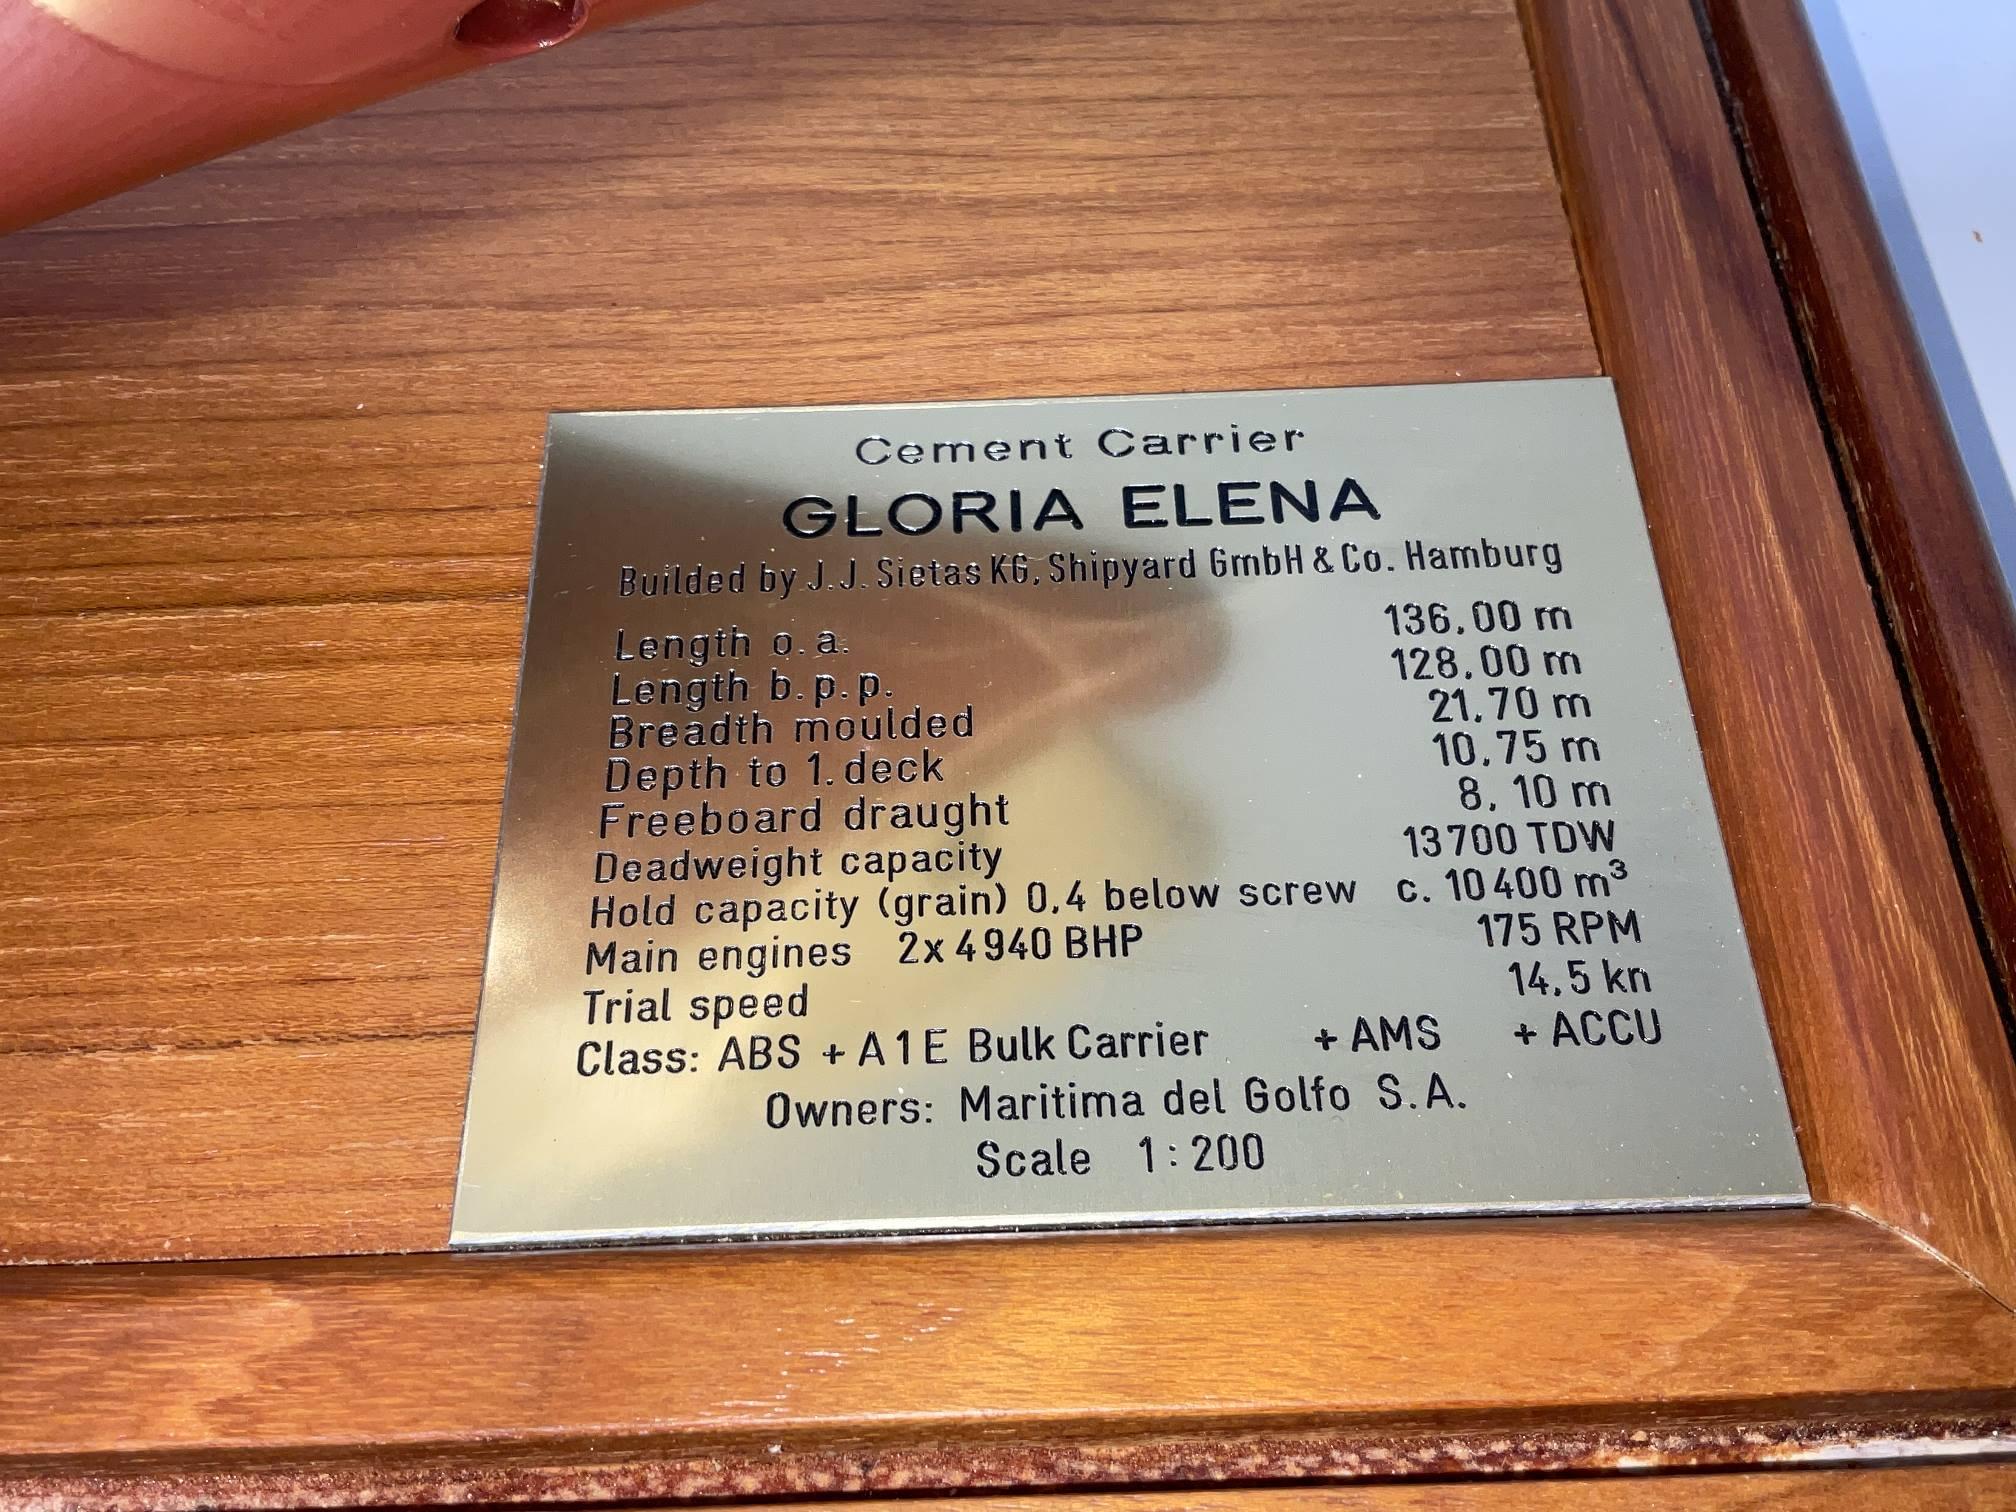 Cement Carrier
GLORIA ELENA
Builded by J.J. Sietas KG, Shipyard GmbH & Co. Hamburg
Length o. a. 136,00 m
Length b. p. p. 128,00 m
Breadth moulded 21,70 m
Depth to 1. deck 10,75 m
Freeboard draught 8,10 m
Deadweight capacity 13700 TDW
Hold capacity (grain) 0,4 below screw c. 10400 m³
Main engines 2x4940 BHP 175 RPM
Trial speed 14,5 kn
Class: ABS + A1E Bulk Carrier + AMS + ACCU
Owners: Maritima del Golfo S.A.
Scale 1:200